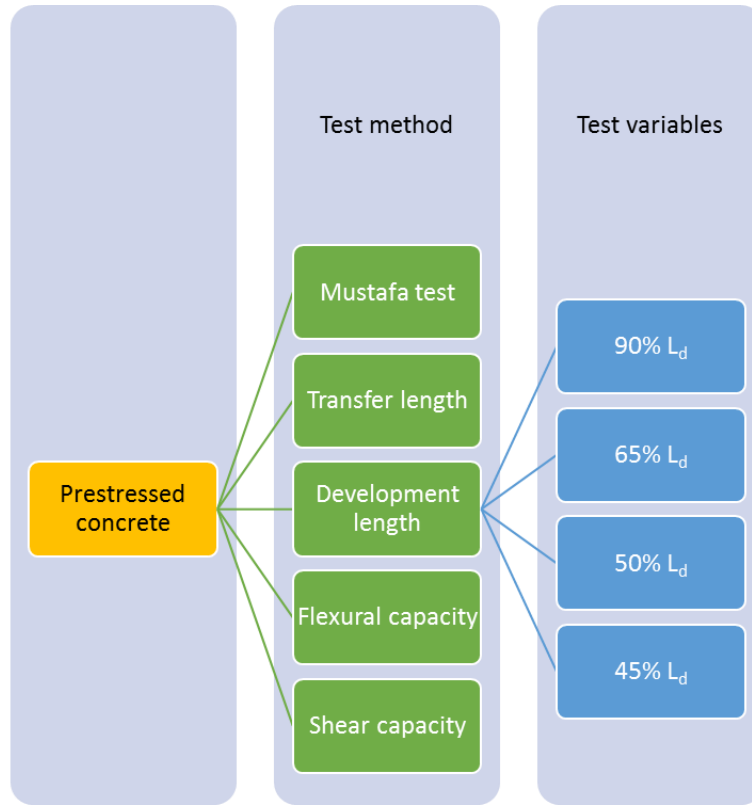 Test method
Test variables
Prestressed
concrete
Mustafa test
Transfer length
Development
length
Flexural capacity
Shear capacity
90% Ld
65% Ld
50% Ld
45% Ld